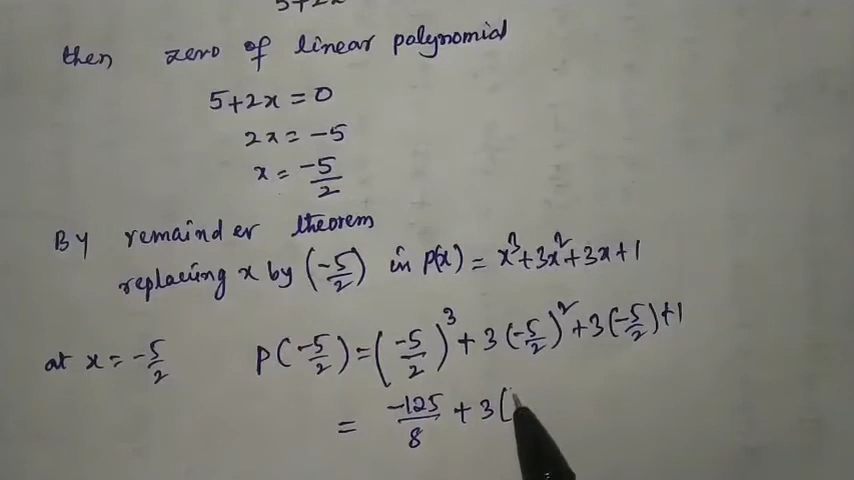 5+2x
then zero of linear polynomial
5+2x = 0
2x = -5
x = -5/2
By remainder theorem
replacing x by (-5/2) in p(x) = x³+3x²+3x+1
at x = -5/2 P(-5/2) = (-5/2)³ + 3(-5/2)² + 3(-5/2)+1
= -125/8 + 3(